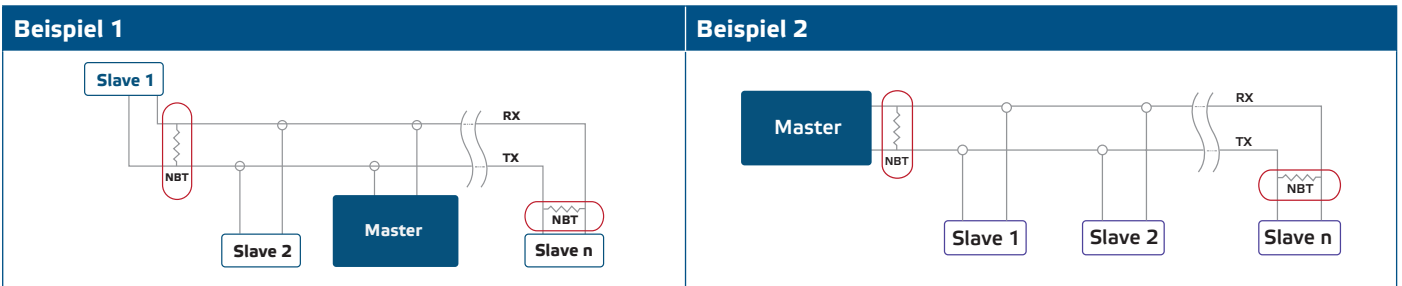 Beispiel 1
Slave 1
RX
TX
NBT
NBT
Master
Slave 2
Slave n
Beispiel 2
RX
Master
TX
NBT
NBT
Slave 1
Slave 2
Slave n